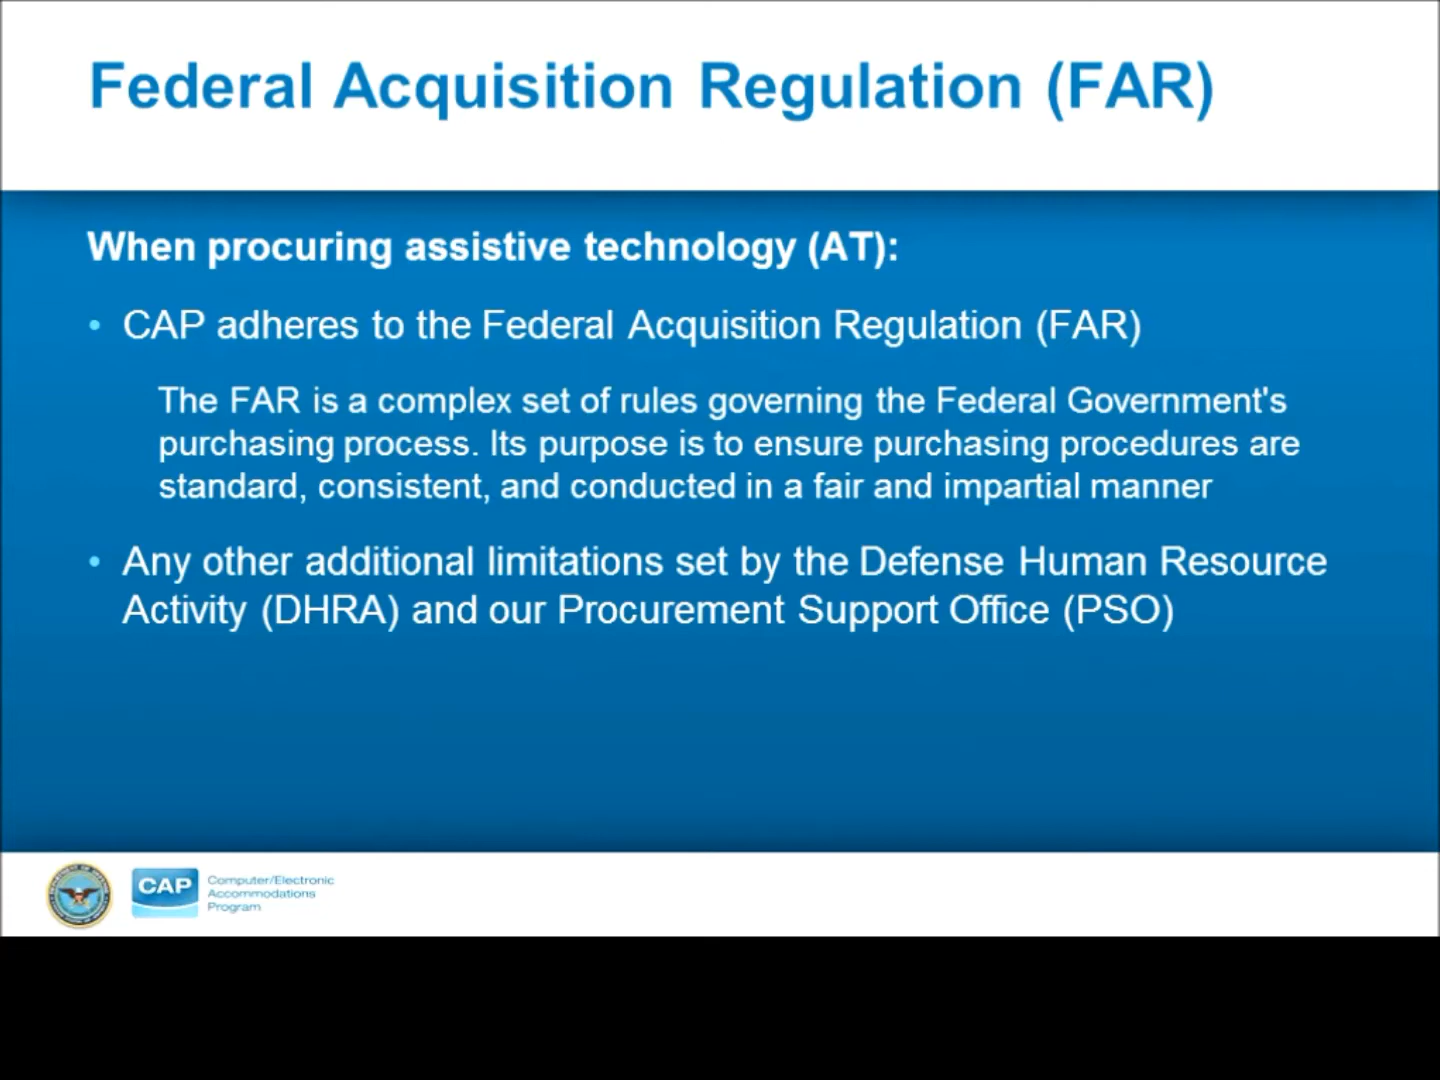 Federal Acquisition Regulation (FAR)
When procuring assistive technology (AT):
• CAP adheres to the Federal Acquisition Regulation (FAR)
The FAR is a complex set of rules governing the Federal Government's
purchasing process. Its purpose is to ensure purchasing procedures are
standard, consistent, and conducted in a fair and impartial manner
• Any other additional limitations set by the Defense Human Resource
Activity (DHRA) and our Procurement Support Office (PSO)
CAP
Computer/Electronic
Accommodations
Program